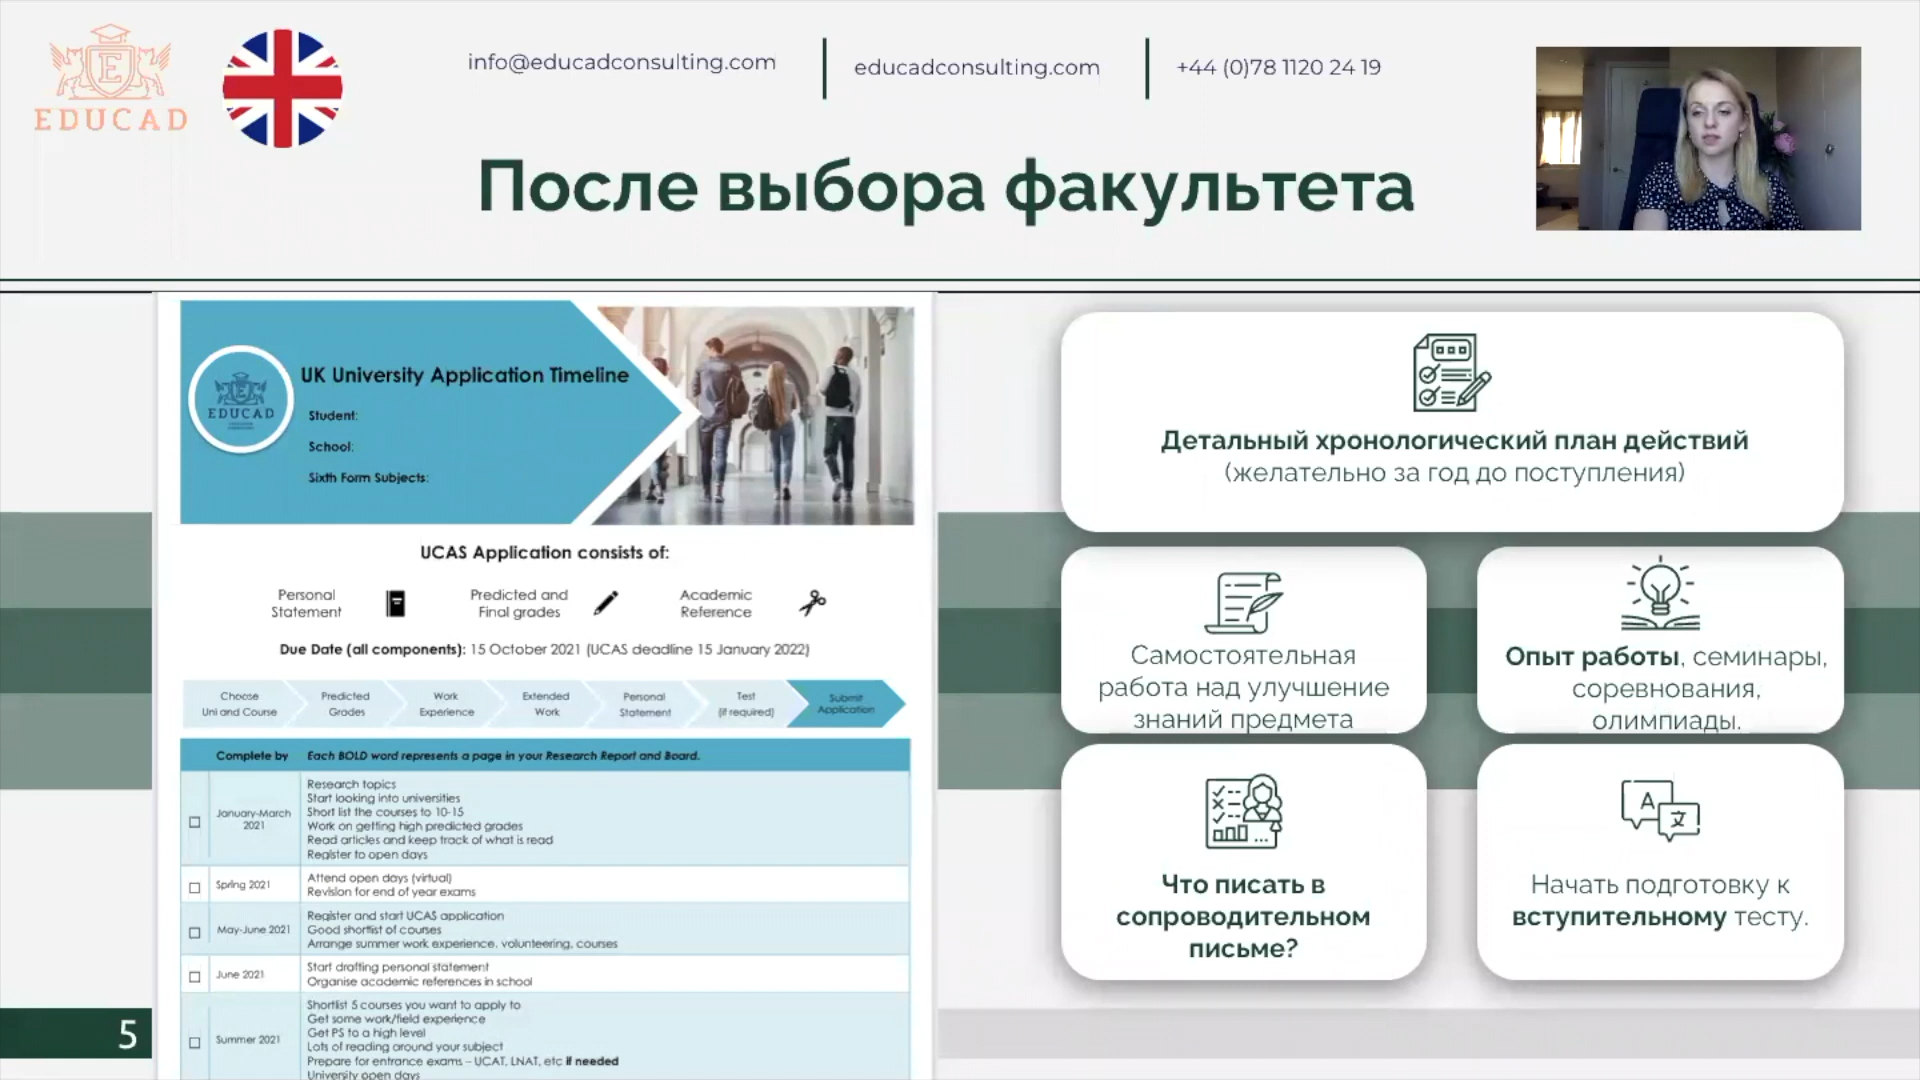 EDUCAD
info@educadconsulting.com
educadconsulting.com
+44 (0)78 1120 24 19
После выбора факультета
EDUCAD
UK University Application Timeline
Student:
School:
Sixth Form Subjects:
UCAS Application consists of:
Personal
Statement
Predicted and
Final grades
Academic
Reference
Due Date (all components): 15 October 2021 (UCAS deadline 15 January 2022)
Choose
Uni and Course
Predicted
Grades
Work
Experience
Extended
Work
Personal
Statement
Test
(if required)
Submit
Application
Complete by
Each BOLD word represents a page in your Research Report and Board.
January-March
2021
Research topics
Start looking into universities
Short list the courses to 10-15
Work on getting high predicted grades
Read articles and keep track of what is read
Register to open days
Spring 2021
Attend open days (virtual)
Revision for end of year exams
May-June 2021
Register and start UCAS application
Good shortlist of courses
Arrange summer work experience, volunteering, courses
June 2021
Start drafting personal statement
Organise academic references in school
Summer 2021
Shortlist 5 courses you want to apply to
Get some work/field experience
Get PS to a high level
Lots of reading around your subject
Prepare for entrance exams – UCAT, LNAT, etc if needed
University open days
Детальный хронологический план действий
(желательно за год до поступления)
Самостоятельная
работа над улучшение
знаний предмета
Опыт работы, семинары,
соревнования,
олимпиады.
Что писать в
сопроводительном
письме?
A
文
Начать подготовку к
вступительному тесту.
5